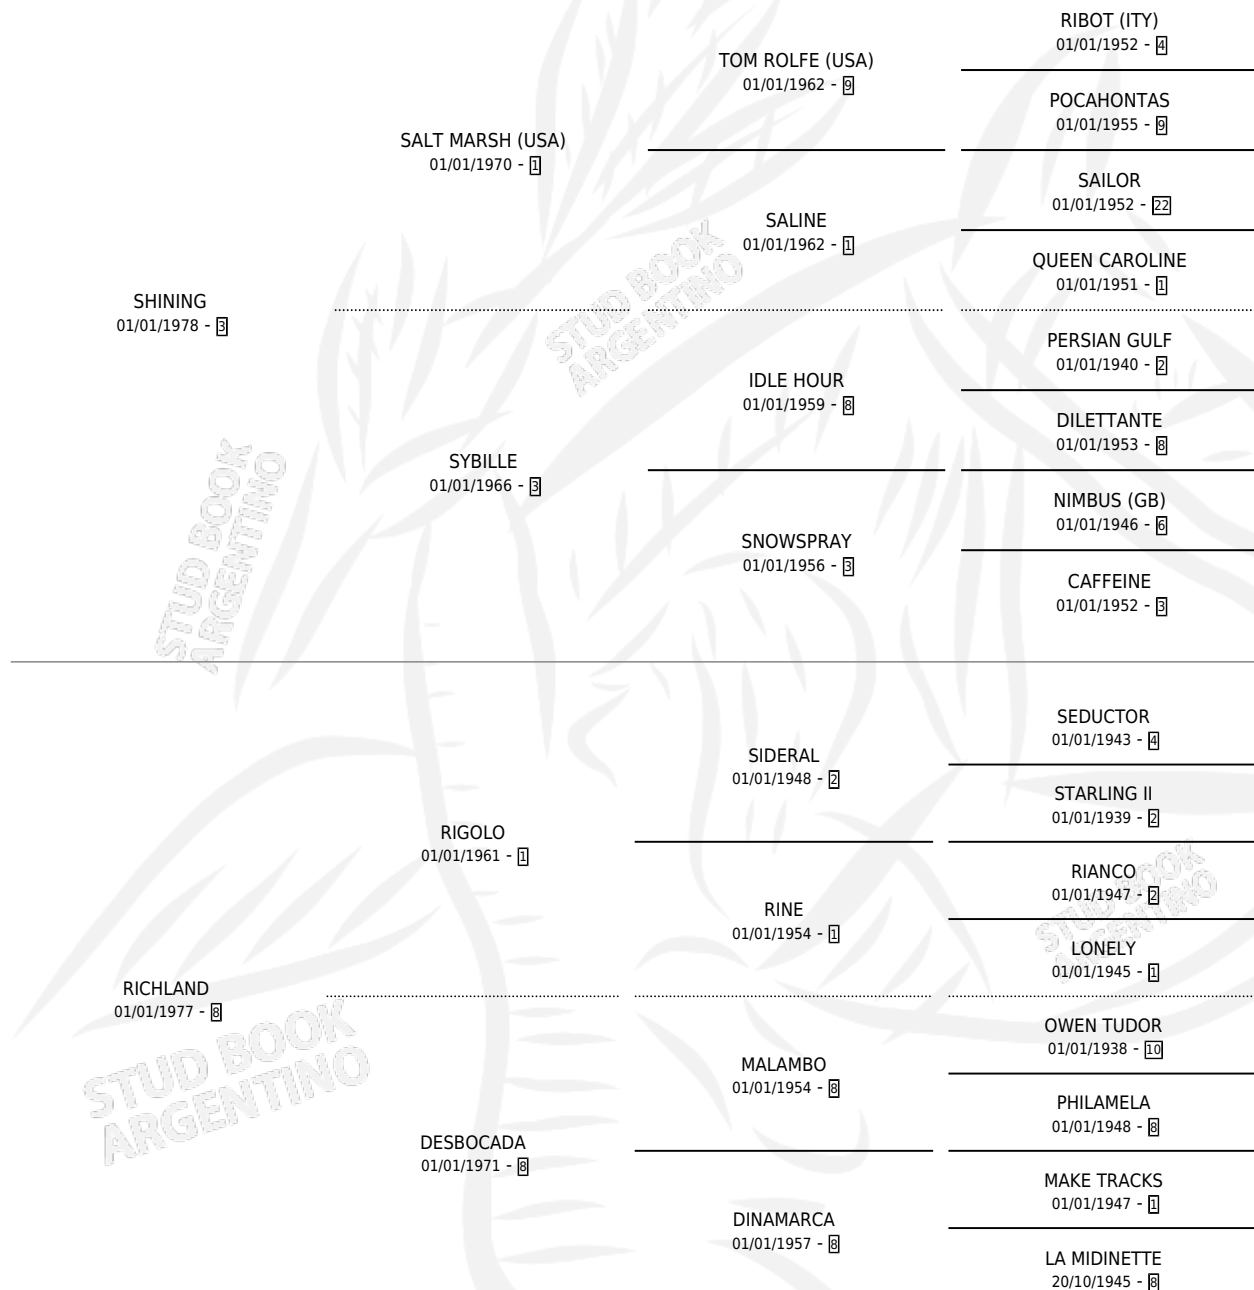 RIBOT (ITY)
01/01/1952 - 4
TOM ROLFE (USA)
01/01/1962 - 9
POCAHONTAS
01/01/1955 - 9
SALT MARSH (USA)
01/01/1970 - 1
SAILOR
01/01/1952 - 22
SALINE
01/01/1962 - 1
QUEEN CAROLINE
01/01/1951 - 1
SHINING
01/01/1978 - 3
PERSIAN GULF
01/01/1940 - 2
IDLE HOUR
01/01/1959 - 8
DILETTANTE
01/01/1953 - 8
SYBILLE
01/01/1966 - 3
NIMBUS (GB)
01/01/1946 - 6
SNOWSPRAY
01/01/1956 - 3
CAFFEINE
01/01/1952 - 3
STUD BOOK
ARGENTINO
STUD BOOK
ARGENTINO
SEDUCTOR
01/01/1943 - 4
SIDERAL
01/01/1948 - 2
STARLING II
01/01/1939 - 2
RIGOLO
01/01/1961 - 1
RIANCO
01/01/1947 - 2
RINE
01/01/1954 - 1
LONELY
01/01/1945 - 1
RICHLAND
01/01/1977 - 8
OWEN TUDOR
01/01/1938 - 10
MALAMBO
01/01/1954 - 8
PHILAMELA
01/01/1948 - 8
DESBOCADA
01/01/1971 - 8
MAKE TRACKS
01/01/1947 - 1
DINAMARCA
01/01/1957 - 8
LA MIDINETTE
20/10/1945 - 8
STUD BOOK
ARGENTINO
STUD BOOK
ARGENTINO